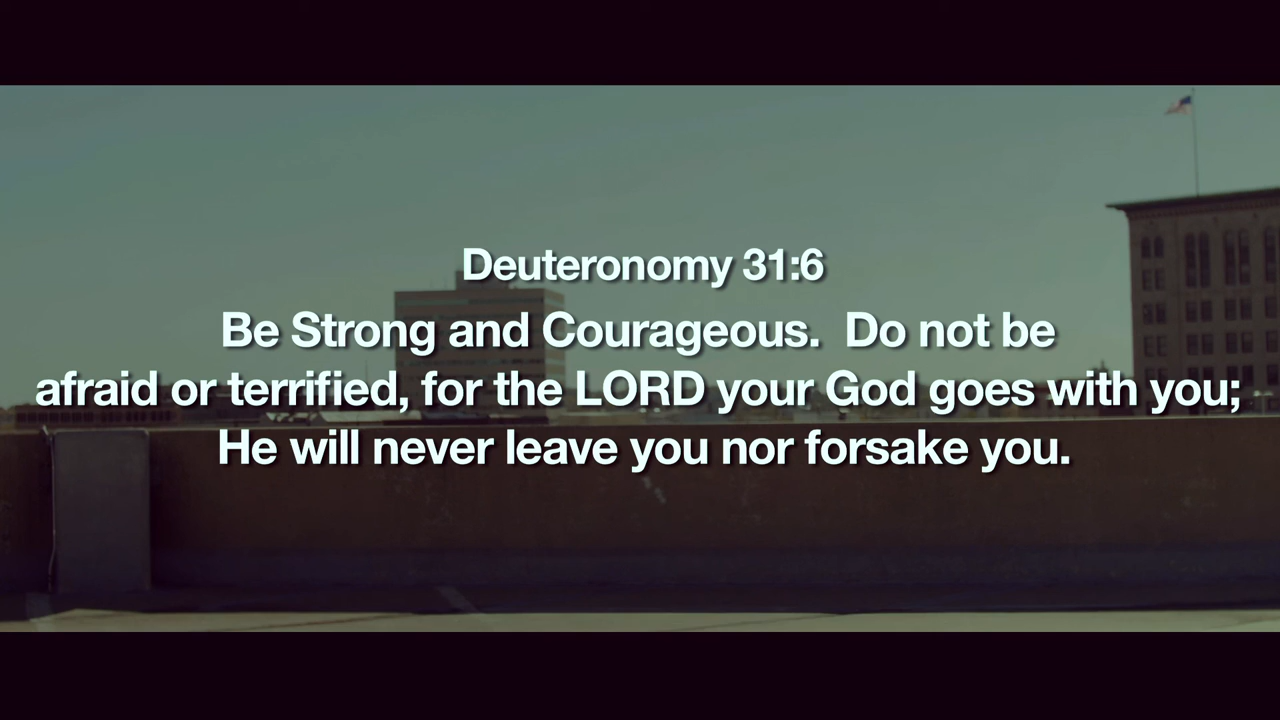 Deuteronomy 31:6
Be Strong and Courageous.  Do not be
afraid or terrified, for the LORD your God goes with you;
He will never leave you nor forsake you.